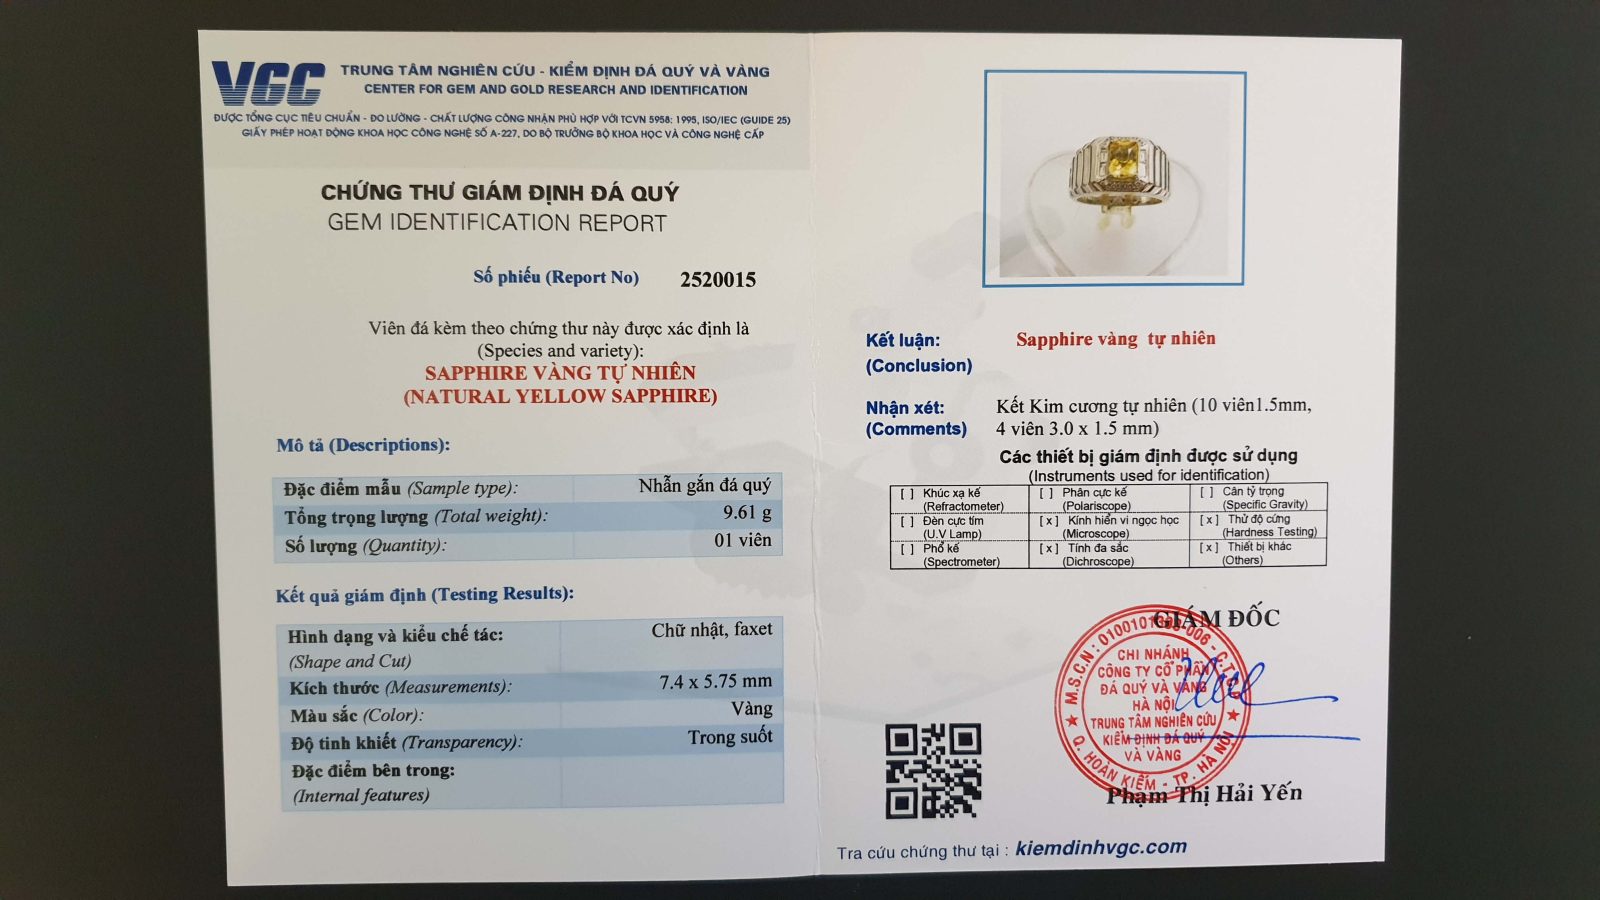 VGC
TRUNG TÂM NGHIÊN CỨU - KIỂM ĐỊNH ĐÁ QUÝ VÀ VÀNG
CENTER FOR GEM AND GOLD RESEARCH AND IDENTIFICATION
ĐƯỢC TỔNG CỤC TIÊU CHUẨN - ĐO LƯỜNG - CHẤT LƯỢNG CÔNG NHẬN PHÙ HỢP VỚI TCVN 5958: 1995, ISO/IEC (GUIDE 25)
GIẤY PHÉP HOẠT ĐỘNG KHOA HỌC CÔNG NGHỆ SỐ A-227, DO BỘ TRƯỞNG BỘ KHOA HỌC VÀ CÔNG NGHỆ CẤP
CHỨNG THƯ GIÁM ĐỊNH ĐÁ QUÝ
GEM IDENTIFICATION REPORT
Số phiếu (Report No) 2520015
Viên đá kèm theo chứng thư này được xác định là
(Species and variety):
SAPPHIRE VÀNG TỰ NHIÊN
(NATURAL YELLOW SAPPHIRE)
Mô tả (Descriptions):
Đặc điểm mẫu (Sample type): Nhẫn gắn đá quý
Tổng trọng lượng (Total weight): 9.61 g
Số lượng (Quantity): 01 viên
Kết quả giám định (Testing Results):
Hình dạng và kiểu chế tác: Chữ nhật, faxet
(Shape and Cut)
Kích thước (Measurements): 7.4 x 5.75 mm
Màu sắc (Color): Vàng
Độ tinh khiết (Transparency): Trong suốt
Đặc điểm bên trong:
(Internal features)
Kết luận: Sapphire vàng tự nhiên
(Conclusion)
Nhận xét: Kết Kim cương tự nhiên (10 viên1.5mm,
(Comments) 4 viên 3.0 x 1.5 mm)
Các thiết bị giám định được sử dụng
(Instruments used for identification)
[ ] Khúc xạ kế [ ] Phân cực kế [ ] Cân tỷ trọng
(Refractometer) (Polariscope) (Specific Gravity)
[ ] Đèn cực tím [ x ] Kính hiển vi ngọc học [ x ] Thử độ cứng
(U.V Lamp) (Microscope) (Hardness Testing)
[ ] Phổ kế [ x ] Tính đa sắc [ x ] Thiết bị khác
(Spectrometer) (Dichroscope) (Others)
GIÁM ĐỐC
CHI NHÁNH
CÔNG TY CỔ PHẦN
ĐÁ QUÝ VÀ VÀNG
HÀ NỘI
TRUNG TÂM NGHIÊN CỨU
KIỂM ĐỊNH ĐÁ QUÝ
VÀ VÀNG
Q. HOÀN KIẾM - TP. HÀ NỘI
Phạm Thị Hải Yến
Tra cứu chứng thư tại : kiemdinhvgc.com